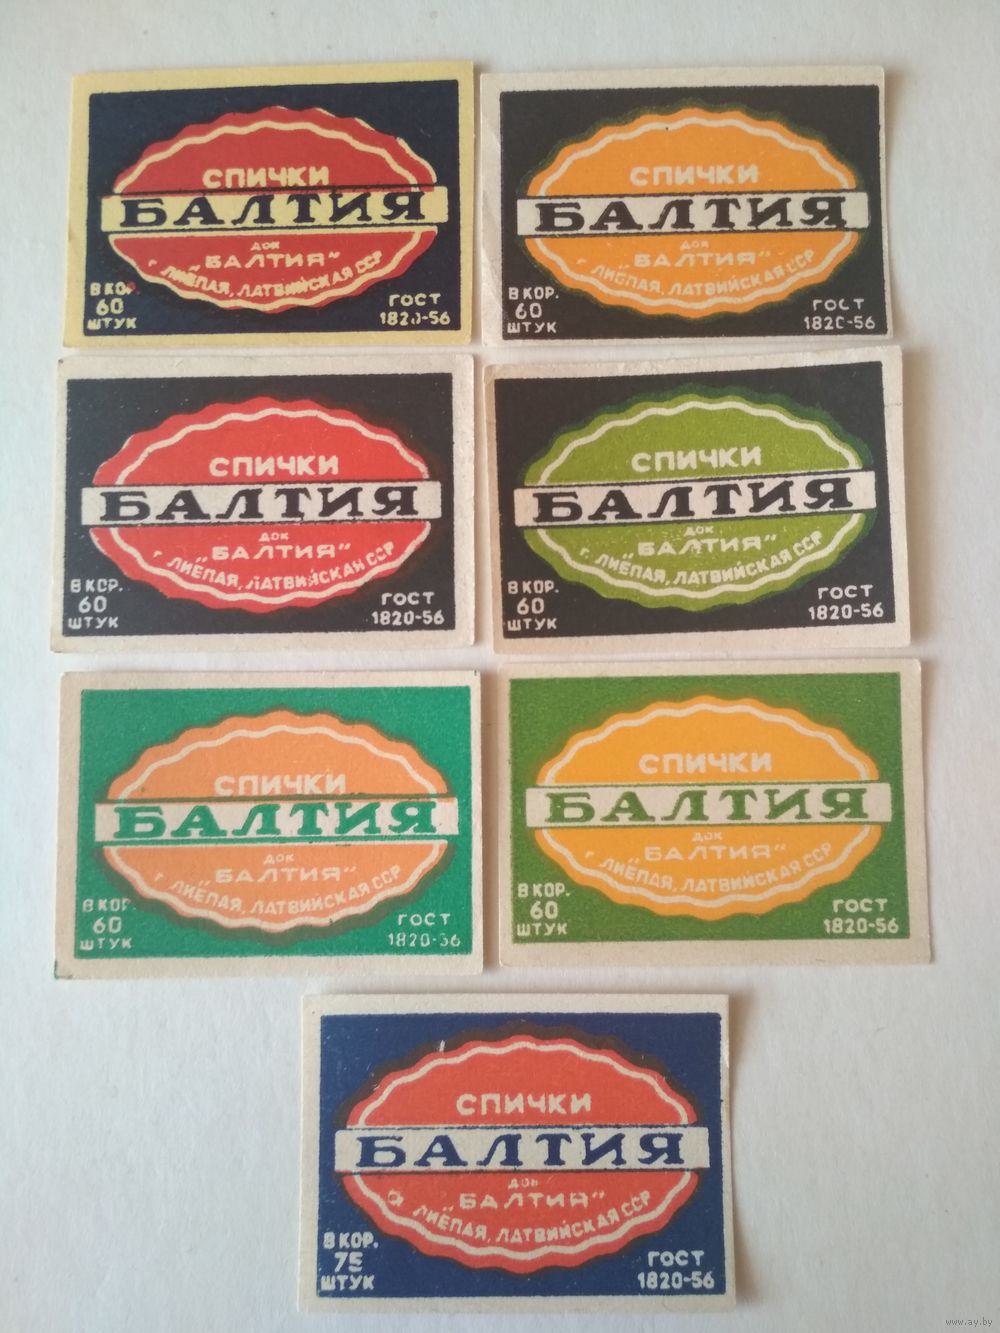 СПИЧКИ
БАЛТИЯ
ДОК
"БАЛТИЯ"
Г. ЛИЕПАЯ, ЛАТВИЙСКАЯ ССР
В КОР.
60
ШТУК
ГОСТ
1820-56
СПИЧКИ
БАЛТИЯ
ДОК
"БАЛТИЯ"
Г. ЛИЕПАЯ, ЛАТВИЙСКАЯ ССР
В КОР.
60
ШТУК
ГОСТ
1820-56
СПИЧКИ
БАЛТИЯ
ДОК
"БАЛТИЯ"
Г. ЛИЕПАЯ, ЛАТВИЙСКАЯ ССР
В КОР.
60
ШТУК
ГОСТ
1820-56
СПИЧКИ
БАЛТИЯ
ДОК
"БАЛТИЯ"
Г. ЛИЕПАЯ, ЛАТВИЙСКАЯ ССР
В КОР.
60
ШТУК
ГОСТ
1820-56
СПИЧКИ
БАЛТИЯ
ДОК
"БАЛТИЯ"
Г. ЛИЕПАЯ, ЛАТВИЙСКАЯ ССР
В КОР.
60
ШТУК
ГОСТ
1820-56
СПИЧКИ
БАЛТИЯ
ДОК
"БАЛТИЯ"
Г. ЛИЕПАЯ, ЛАТВИЙСКАЯ ССР
В КОР.
60
ШТУК
ГОСТ
1820-56
СПИЧКИ
БАЛТИЯ
ДОК
"БАЛТИЯ"
Г. ЛИЕПАЯ, ЛАТВИЙСКАЯ ССР
В КОР.
75
ШТУК
ГОСТ
1820-56
www.ay.by